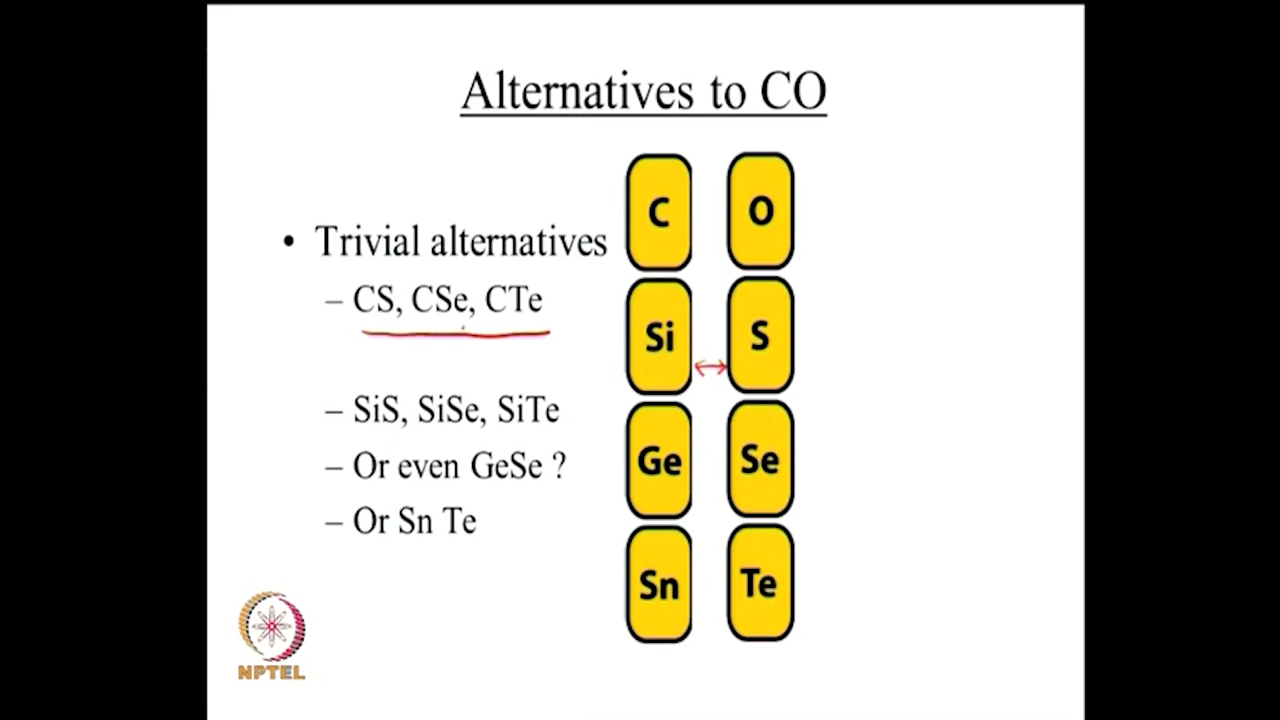 Alternatives to CO
• Trivial alternatives
– CS, CSe, CTe
– SiS, SiSe, SiTe
– Or even GeSe ?
– Or Sn Te
C O
Si S
Ge Se
Sn Te
NPTEL